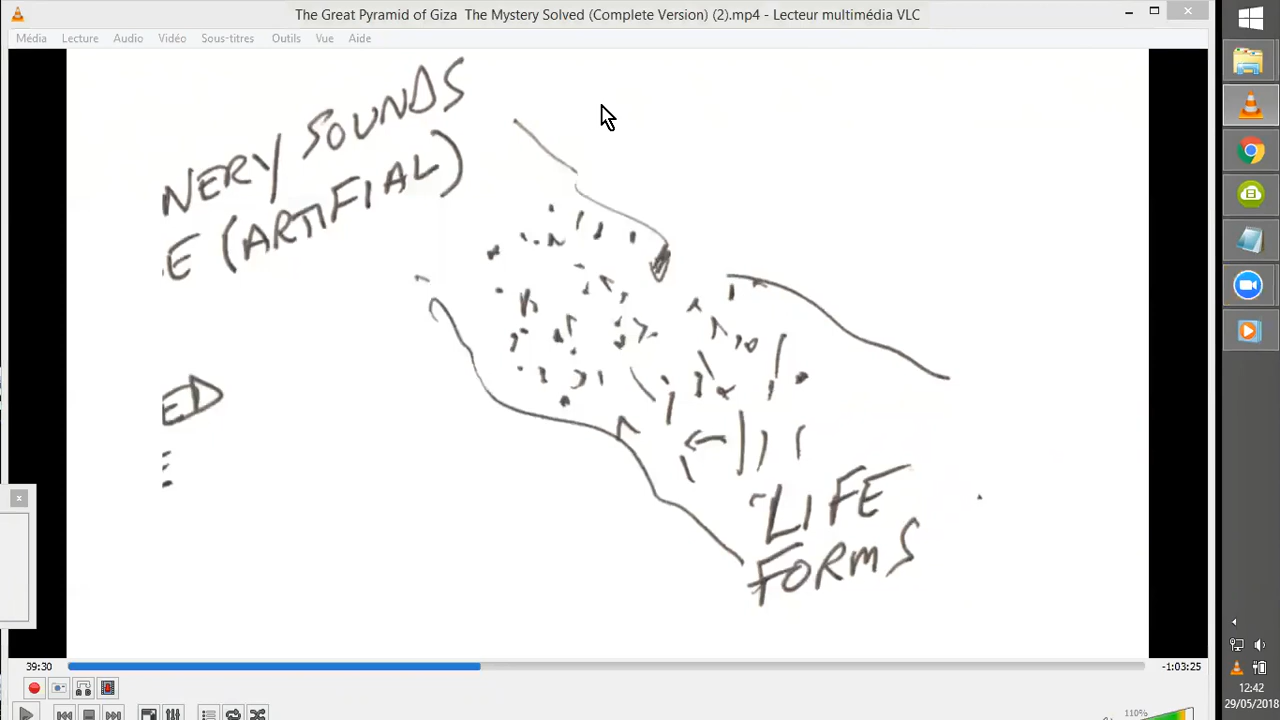 The Great Pyramid of Giza The Mystery Solved (Complete Version) (2).mp4 - Lecteur multimédia VLC
Média Lecture Audio Vidéo Sous-titres Outils Vue Aide
NERY SOUNDS
E (ARTIFIAL)
ED
E
LIFE
FORMS
39:30
-1:03:25
110%
12:42
29/05/2018